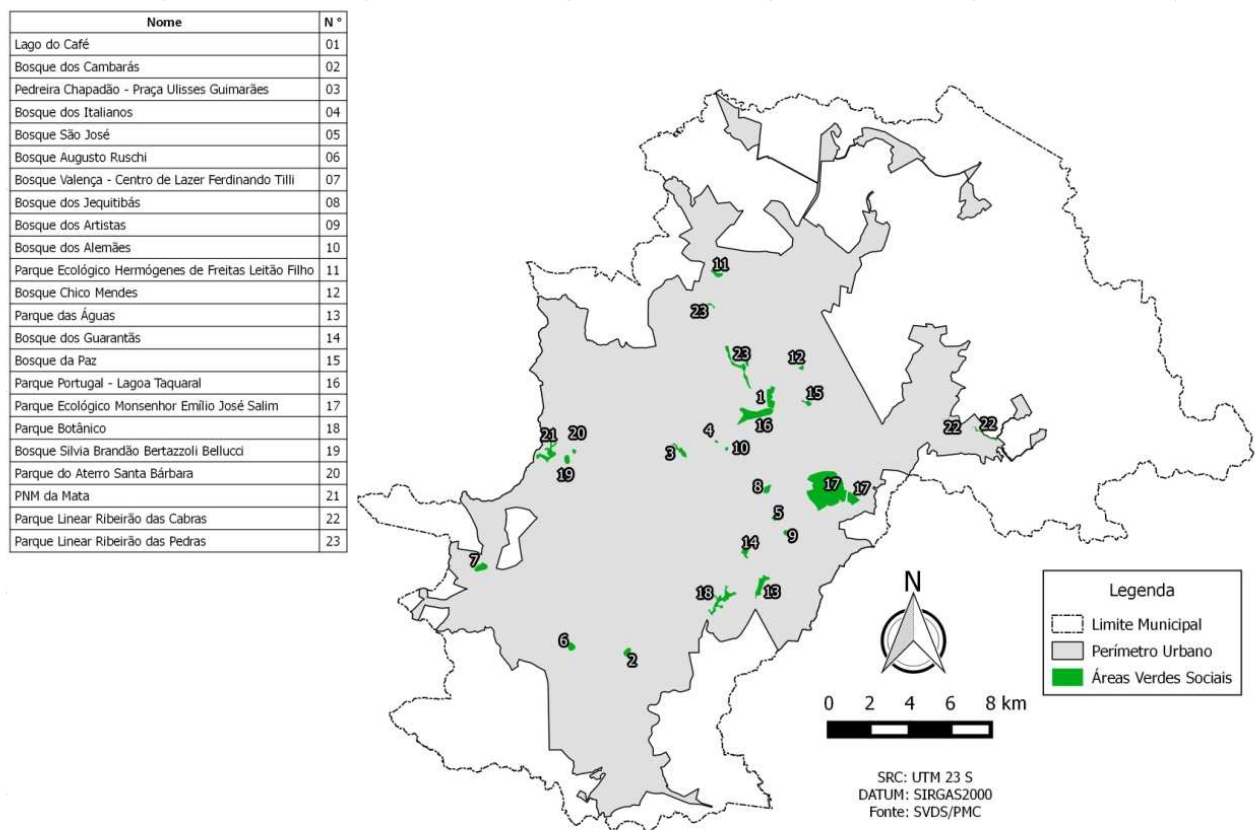 Nome N º
Lago do Café 01
Bosque dos Cambarás 02
Pedreira Chapadão - Praça Ulisses Guimarães 03
Bosque dos Italianos 04
Bosque São José 05
Bosque Augusto Ruschi 06
Bosque Valença - Centro de Lazer Ferdinando Tilli 07
Bosque dos Jequitibás 08
Bosque dos Artistas 09
Bosque dos Alemães 10
Parque Ecológico Hermógenes de Freitas Leitão Filho 11
Bosque Chico Mendes 12
Parque das Águas 13
Bosque dos Guarantãs 14
Bosque da Paz 15
Parque Portugal - Lagoa Taquaral 16
Parque Ecológico Monsenhor Emílio José Salim 17
Parque Botânico 18
Bosque Silvia Brandão Bertazzoli Bellucci 19
Parque do Aterro Santa Bárbara 20
PNM da Mata 21
Parque Linear Ribeirão das Cabras 22
Parque Linear Ribeirão das Pedras 23
11
23
23
12
1
15
16
4
10
3
21
20
19
22
22
8
17
17
5
9
14
7
18
13
6
2
N
0 2 4 6 8 km
Legenda
Limite Municipal
Perímetro Urbano
Áreas Verdes Sociais
SRC: UTM 23 S
DATUM: SIRGAS2000
Fonte: SVDS/PMC